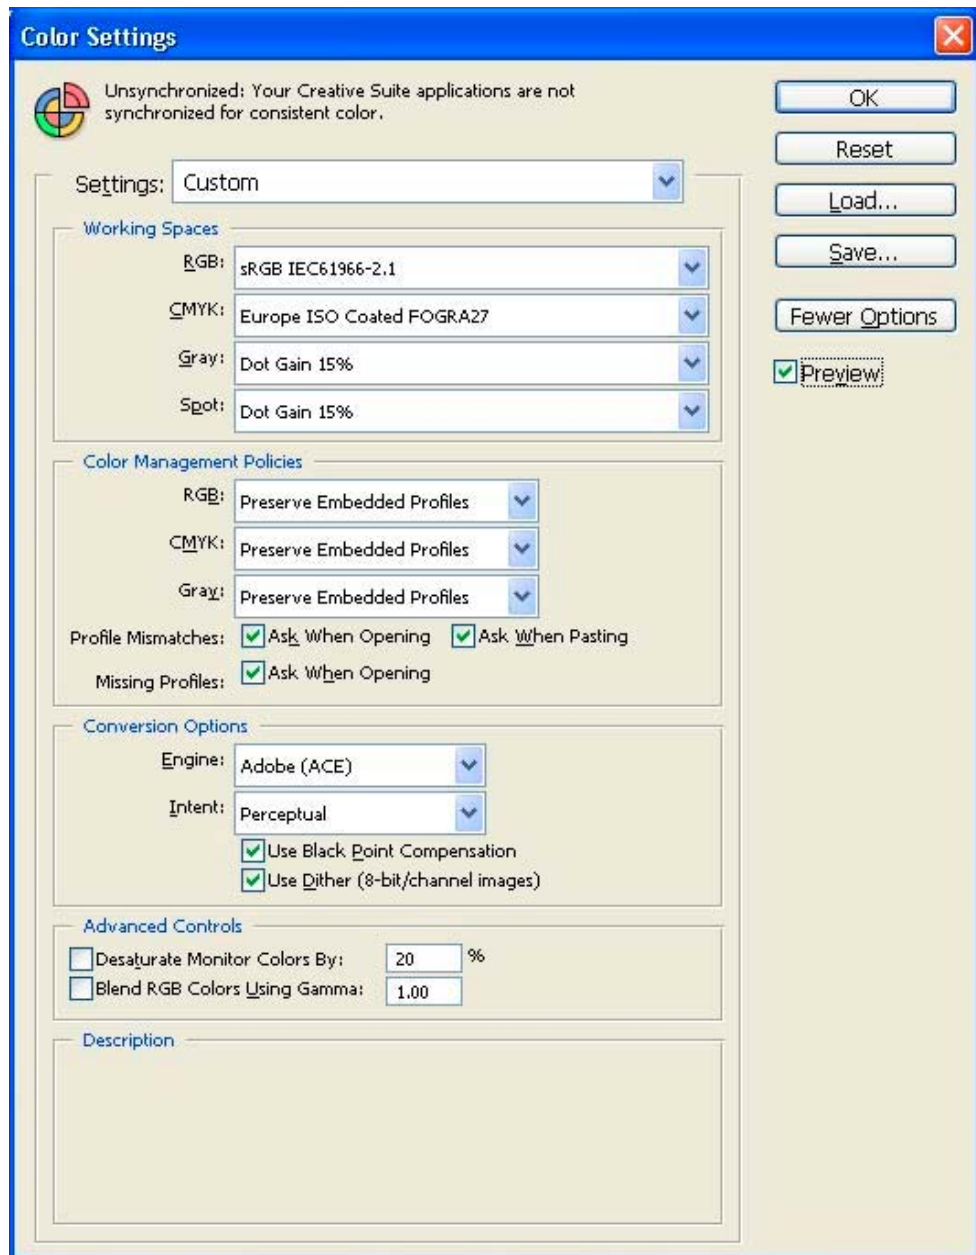 Color Settings
Unsynchronized: Your Creative Suite applications are not
synchronized for consistent color.
OK
Reset
Load...
Save...
Fewer Options
Preview
Settings: Custom
Working Spaces
RGB: sRGB IEC61966-2.1
CMYK: Europe ISO Coated FOGRA27
Gray: Dot Gain 15%
Spot: Dot Gain 15%
Color Management Policies
RGB: Preserve Embedded Profiles
CMYK: Preserve Embedded Profiles
Gray: Preserve Embedded Profiles
Profile Mismatches: Ask When Opening Ask When Pasting
Missing Profiles: Ask When Opening
Conversion Options
Engine: Adobe (ACE)
Intent: Perceptual
Use Black Point Compensation
Use Dither (8-bit/channel images)
Advanced Controls
Desaturate Monitor Colors By: 20 %
Blend RGB Colors Using Gamma: 1.00
Description